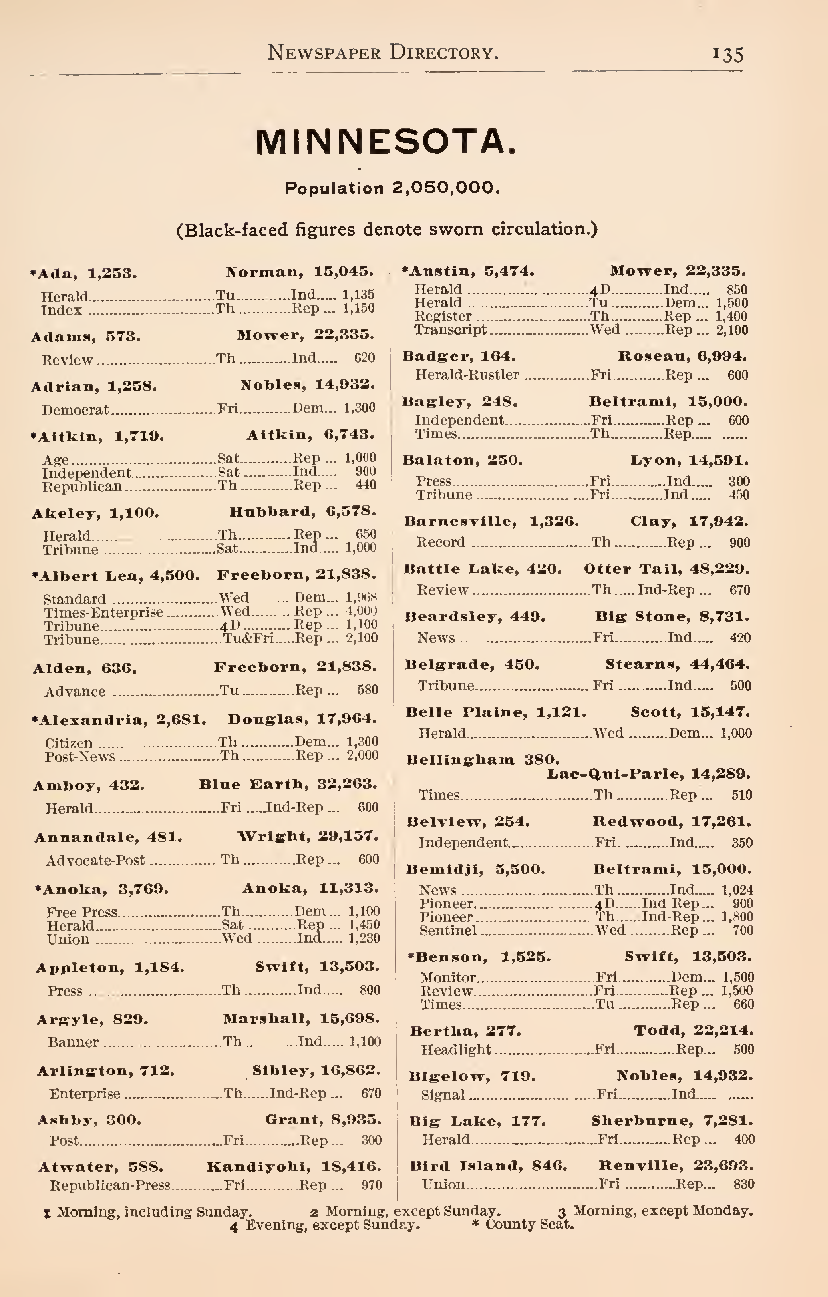 NEWSPAPER DIRECTORY. 135
MINNESOTA.
Population 2,050,000.
(Black-faced figures denote sworn circulation.)
*Ada, 1,253. Norman, 15,045.
Herald Tu Ind. 1,135
Index Th Rep 1,150
Adams, 573. Mower, 22,335.
Review Th Ind. 620
Adrian, 1,258. Nobles, 14,932.
Democrat Fri. Dem. 1,300
*Aitkin, 1,719. Aitkin, 6,743.
Age Sat. Rep 1,000
Independent Sat Ind. 900
Republican Th Rep 440
Akeley, 1,100. Hubbard, 6,578.
Herald Th. Rep 650
Tribune Sat. Ind 1,000
*Albert Lea, 4,500. Freeborn, 21,838.
Standard Wed Dem. 1,968
Times-Enterprise Wed. Rep 4,000
Tribune 4D Rep 1,100
Tribune Tu&Fri Rep 2,100
Alden, 636. Freeborn, 21,838.
Advance Tu Rep 580
*Alexandria, 2,681. Douglas, 17,964.
Citizen Th Dem. 1,300
Post-News Th Rep 2,000
Amboy, 432. Blue Earth, 32,263.
Herald Fri Ind-Rep 600
Annandale, 481. Wright, 29,157.
Advocate-Post Th Rep 600
*Anoka, 3,769. Anoka, 11,313.
Free Press Th Dem 1,100
Herald Sat Rep 1,450
Union Wed Ind. 1,230
Appleton, 1,184. Swift, 13,503.
Press Th Ind. 800
Argyle, 829. Marshall, 15,698.
Banner Th Ind 1,100
Arlington, 712. Sibley, 16,862.
Enterprise Th Ind-Rep 670
Ashby, 300. Grant, 8,935.
Post Fri Rep 300
Atwater, 588. Kandiyohi, 18,416.
Republican-Press Fri. Rep 970
*Austin, 5,474. Mower, 22,335.
Herald 4D Ind. 850
Herald Tu Dem. 1,500
Register Th Rep 1,400
Transcript Wed Rep 2,100
Badger, 164. Roseau, 6,994.
Herald-Rustler Fri Rep 600
Bagley, 248. Beltrami, 15,000.
Independent Fri. Rep 600
Times Th. Rep.
Balaton, 250. Lyon, 14,591.
Press Fri. Ind. 300
Tribune Fri. Ind 450
Barnesville, 1,326. Clay, 17,942.
Record Th Rep 900
Battle Lake, 420. Otter Tail, 48,229.
Review Th Ind-Rep 670
Beardsley, 449. Big Stone, 8,731.
News Fri. Ind. 420
Belgrade, 450. Stearns, 44,464.
Tribune Fri Ind. 500
Belle Plaine, 1,121. Scott, 15,147.
Herald Wed Dem. 1,000
Bellingham 380.
Lac-Qui-Parle, 14,289.
Times Th Rep 510
Belview, 254. Redwood, 17,261.
Independent Fri. Ind. 350
Bemidji, 5,500. Beltrami, 15,000.
News Th Ind. 1,024
Pioneer 4D Ind Rep 900
Pioneer Th Ind-Rep 1,800
Sentinel Wed Rep 700
*Benson, 1,525. Swift, 13,503.
Monitor Fri Dem. 1,500
Review Fri Rep 1,500
Times Tu Rep 660
Bertha, 277. Todd, 22,214.
Headlight Fri Rep. 500
Bigelow, 719. Nobles, 14,932.
Signal Fri. Ind
Big Lake, 177. Sherburne, 7,281.
Herald Fri. Rep 400
Bird Island, 846. Renville, 23,693.
Union Fri Rep. 830
1 Morning, including Sunday. 2 Morning, except Sunday. 3 Morning, except Monday.
4 Evening, except Sunday. * County Seat.